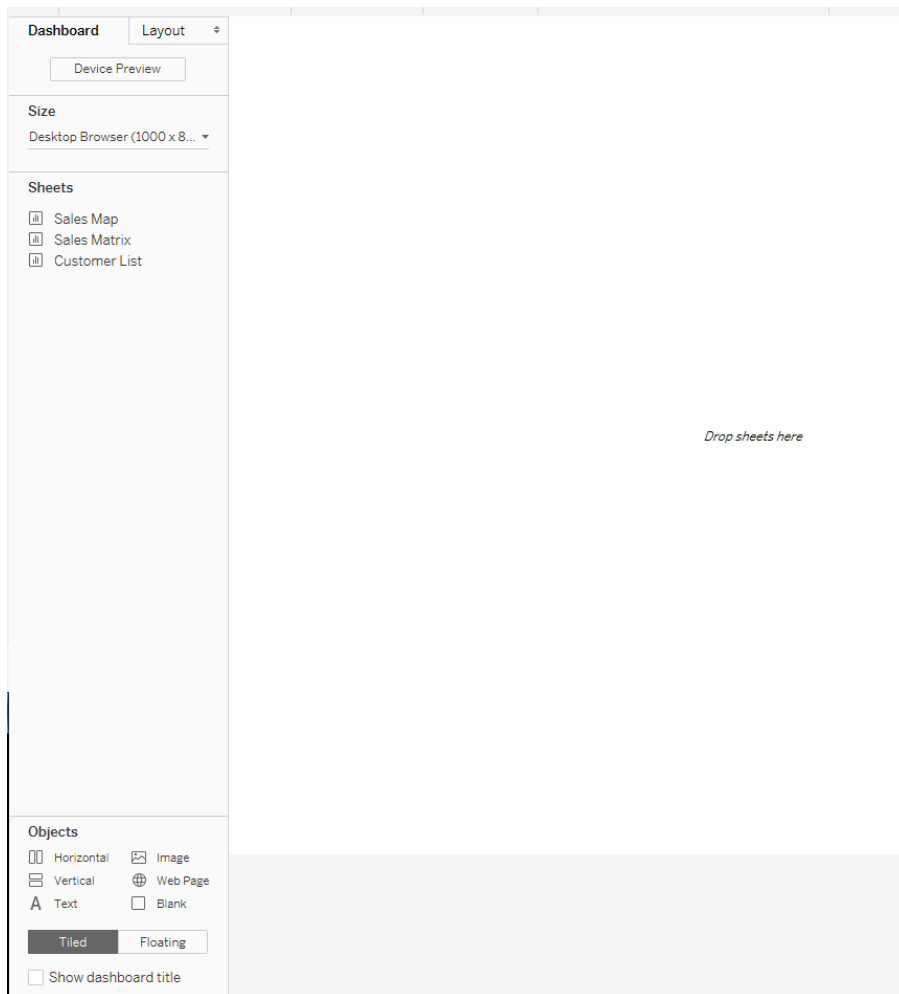 Dashboard Layout
Device Preview
Size
Desktop Browser (1000 x 8...
Sheets
Sales Map
Sales Matrix
Customer List
Drop sheets here
Objects
Horizontal Image
Vertical Web Page
A Text Blank
Tiled Floating
Show dashboard title